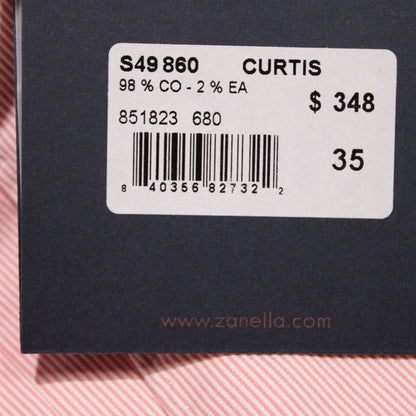 S49 860 CURTIS
98 % CO - 2 % EA
$ 348
851823 680
35
8 40356 82732 2
www.zanella.com